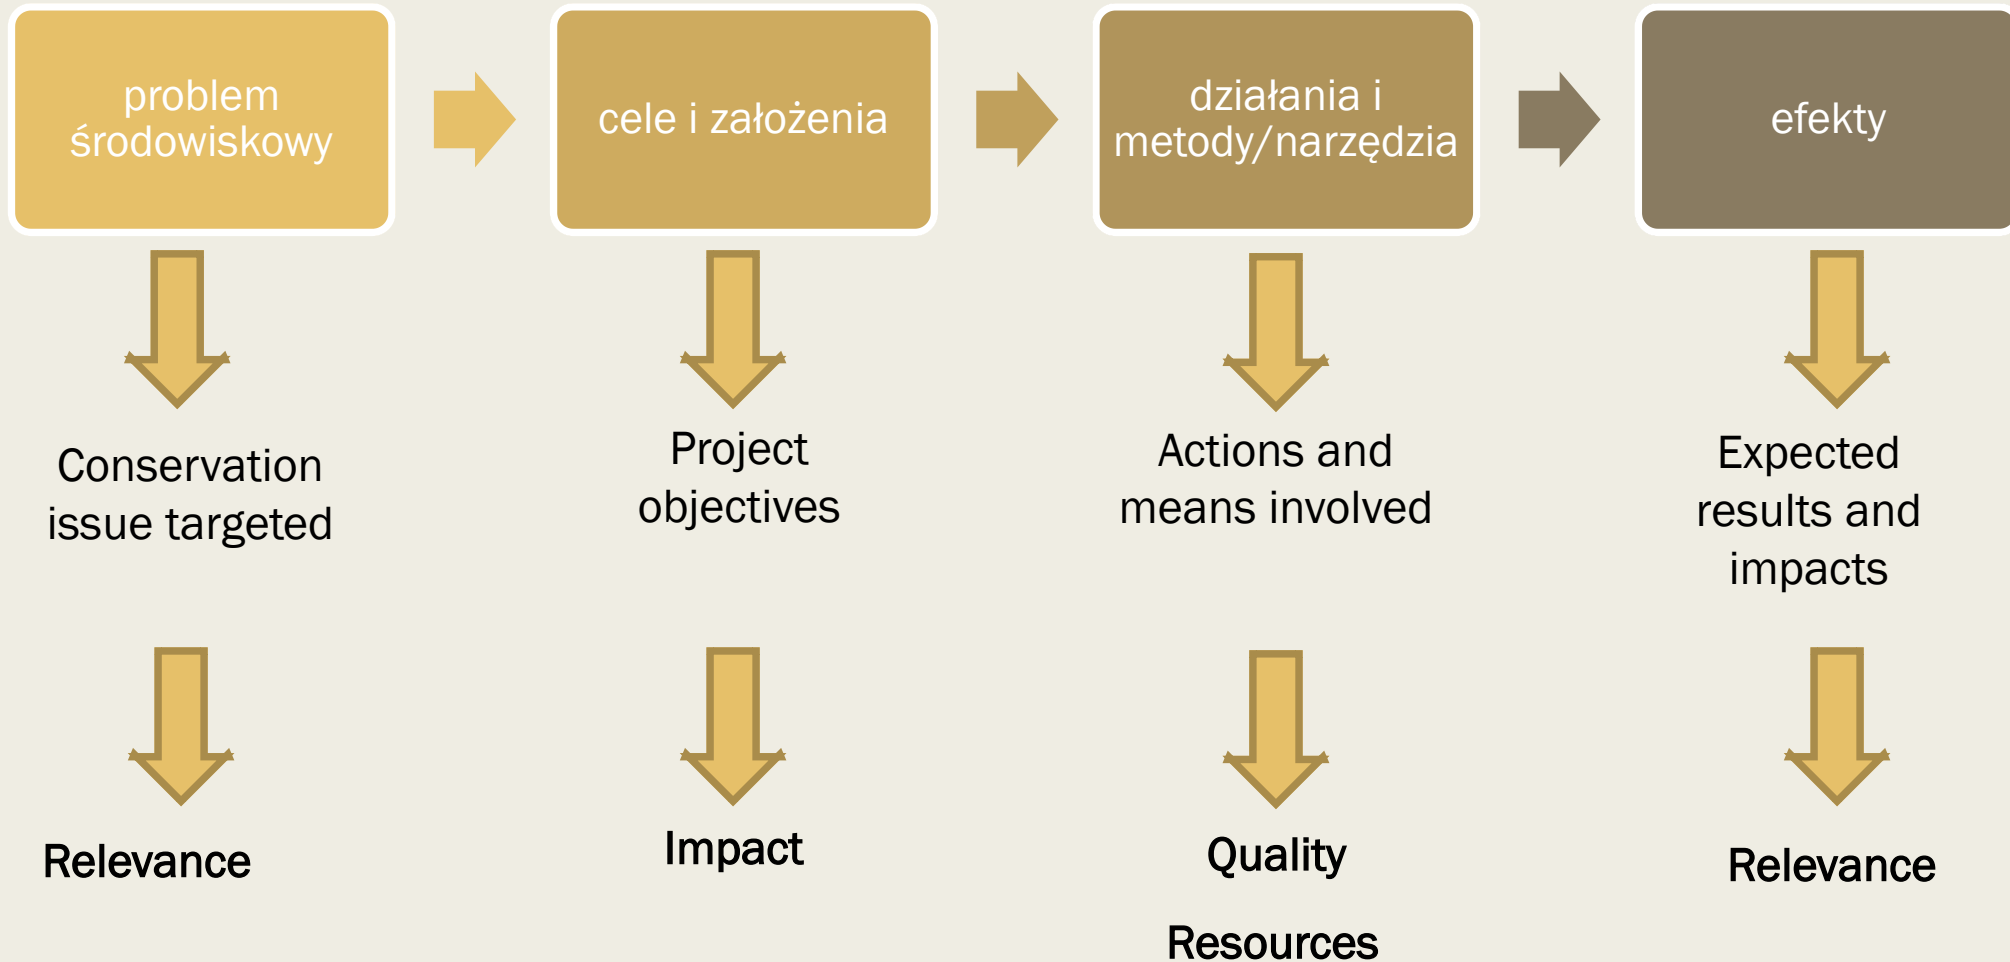 problem
środowiskowy
cele i założenia
działania i
metody/narzędzia
efekty
Conservation
issue targeted
Project
objectives
Actions and
means involved
Expected
results and
impacts
Relevance
Impact
Quality
Resources
Relevance